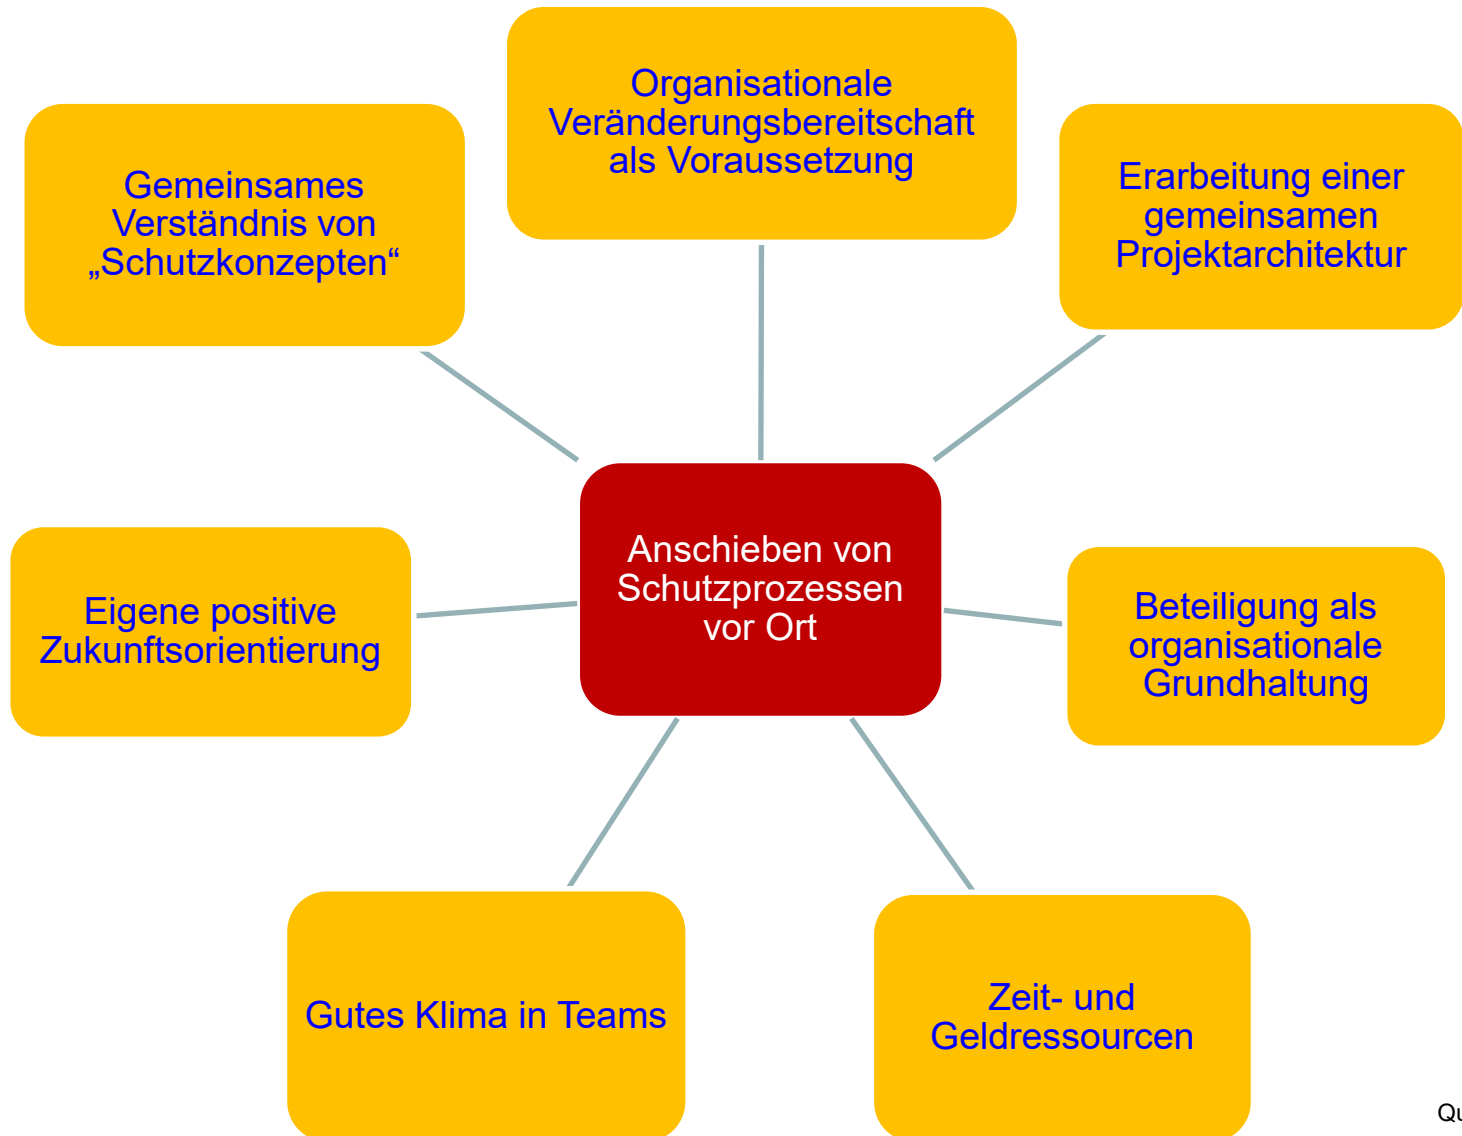 Organisationale
Veränderungsbereitschaft
als Voraussetzung
Gemeinsames
Verständnis von
„Schutzkonzepten“
Erarbeitung einer
gemeinsamen
Projektarchitektur
Anschieben von
Schutzprozessen
vor Ort
Eigene positive
Zukunftsorientierung
Beteiligung als
organisationale
Grundhaltung
Gutes Klima in Teams
Zeit- und
Geldressourcen